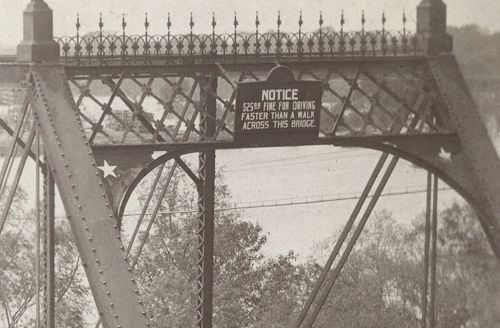 NOTICE
$25.00 FINE FOR DRIVING
FASTER THAN A WALK
ACROSS THIS BRIDGE.